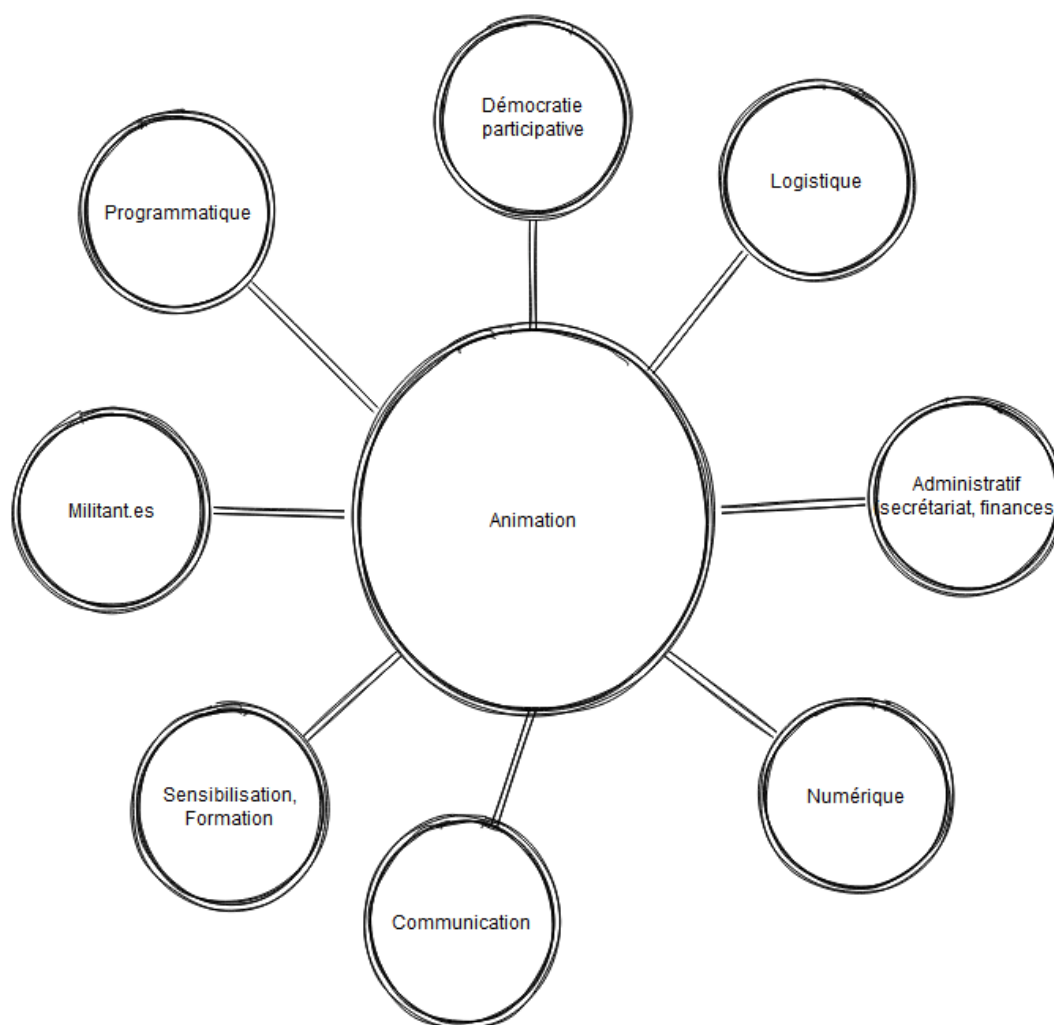 Démocratie
participative
Logistique
Programmatique
Administratif
(secrétariat, finances)
Militant.es
Animation
Sensibilisation,
Formation
Numérique
Communication